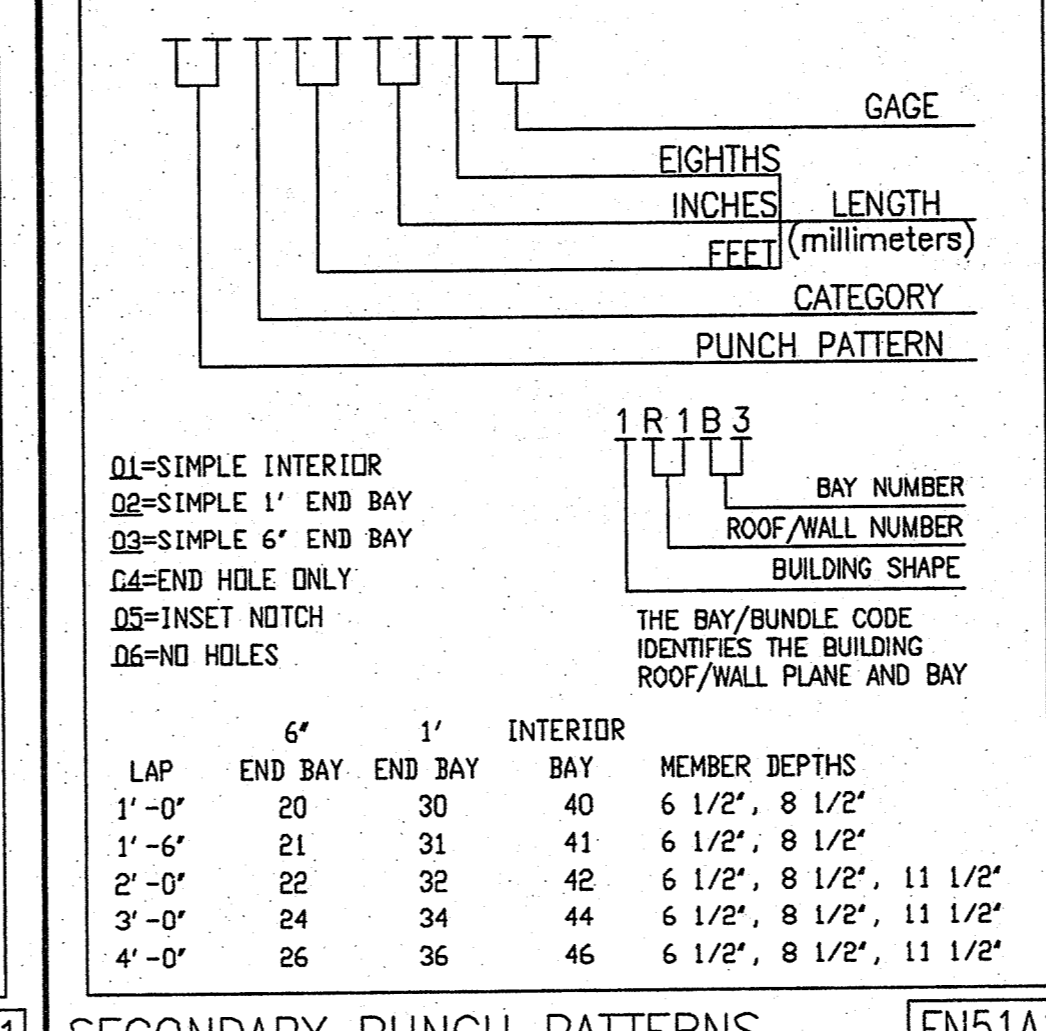 GAGE
EIGHTHS
INCHES LENGTH
(millimeters)
FEET
CATEGORY
PUNCH PATTERN
1 R 1 B 3
BAY NUMBER
ROOF/WALL NUMBER
BUILDING SHAPE
THE BAY/BUNDLE CODE
IDENTIFIES THE BUILDING
ROOF/WALL PLANE AND BAY
01=SIMPLE INTERIOR
02=SIMPLE 1' END BAY
03=SIMPLE 6" END BAY
04=END HOLE ONLY
05=INSET NOTCH
06=NO HOLES
6" 1' INTERIOR
LAP END BAY END BAY BAY MEMBER DEPTHS
1'-0" 20 30 40 6 1/2", 8 1/2"
1'-6" 21 31 41 6 1/2", 8 1/2"
2'-0" 22 32 42 6 1/2", 8 1/2", 11 1/2"
3'-0" 24 34 44 6 1/2", 8 1/2", 11 1/2"
4'-0" 26 36 46 6 1/2", 8 1/2", 11 1/2"
1 SECONDARY PUNCH PATTERNS EN51A